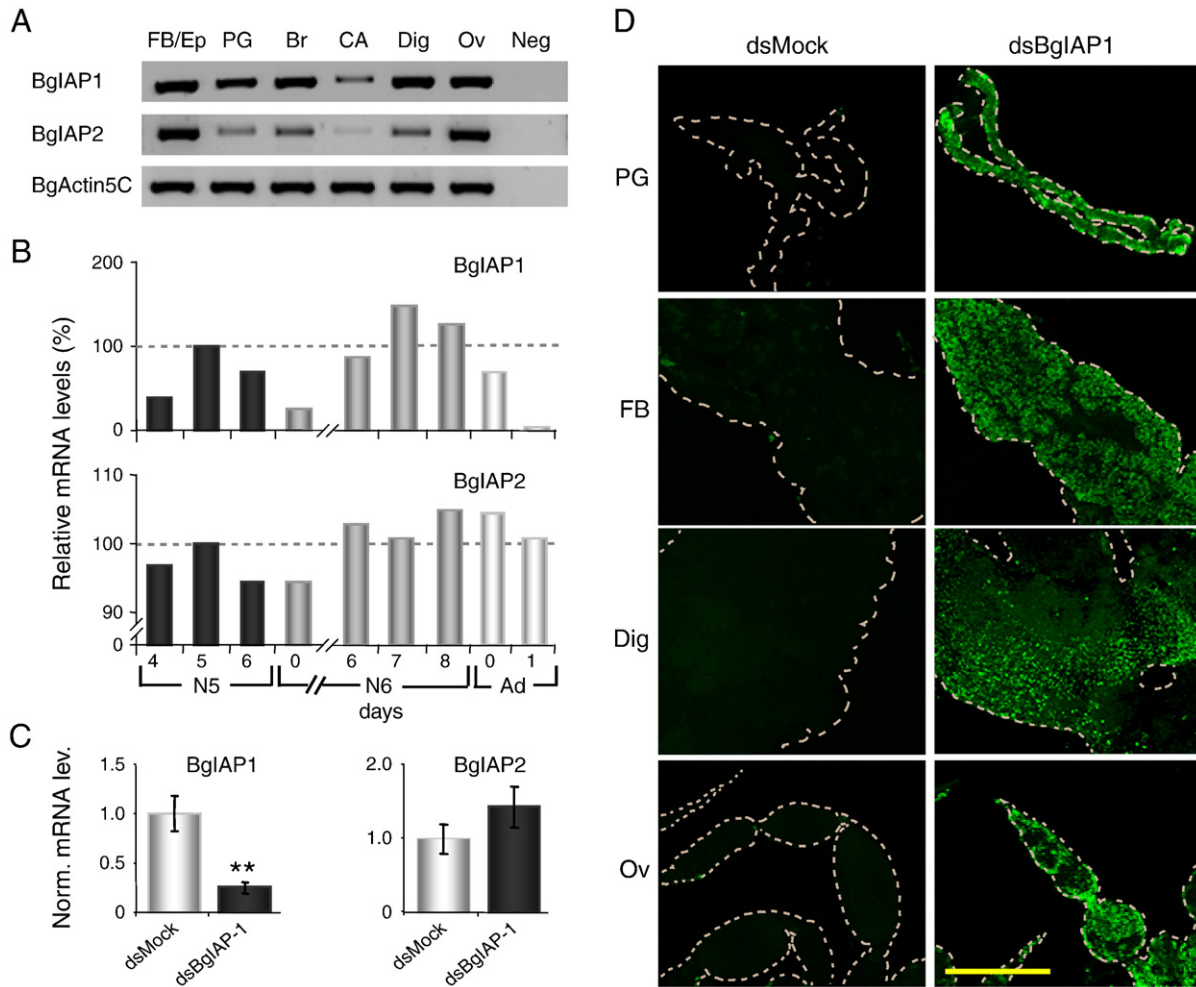 A
FB/Ep PG Br CA Dig Ov Neg
BgIAP1
BgIAP2
BgActin5C
B
Relative mRNA levels (%)
200
100
0
BgIAP1
110
100
90
0
BgIAP2
4 5 6 0 6 7 8 0 1
N5 N6 Ad
days
C
Norm. mRNA lev.
BgIAP1
1.5
1.0
0.5
0
**
dsMock
dsBgIAP-1
BgIAP2
2.0
1.0
0
dsMock
dsBgIAP-1
D
dsMock dsBgIAP1
PG
FB
Dig
Ov